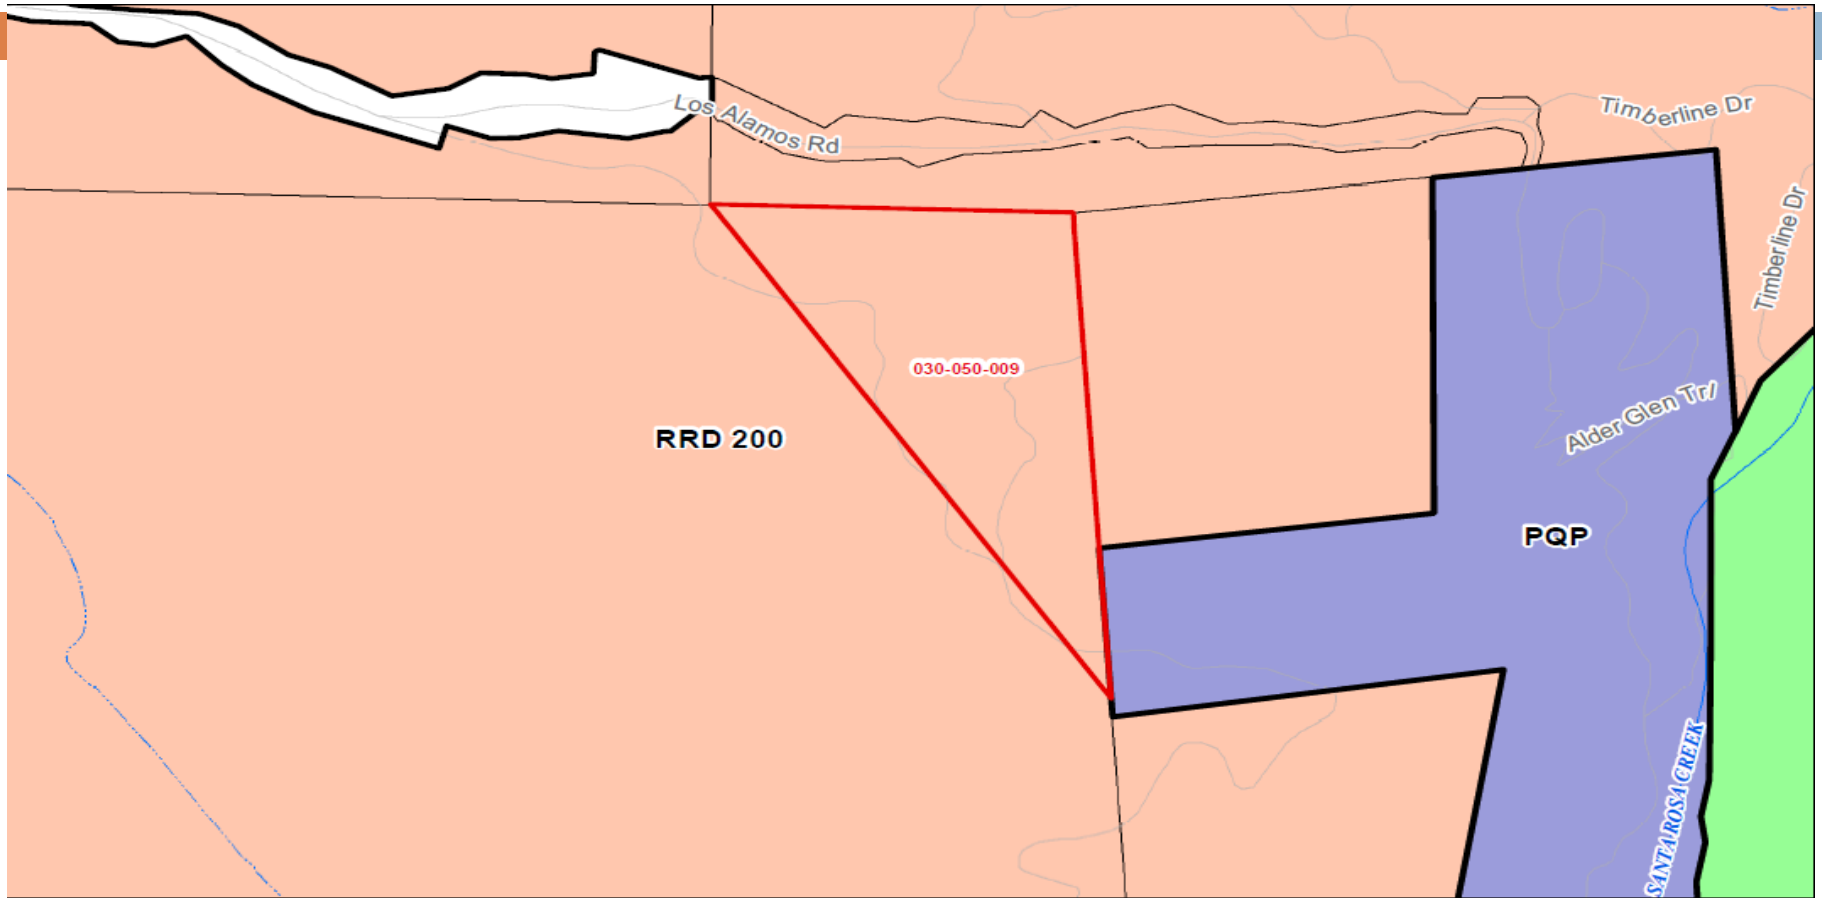 Los Alamos Rd
Timberline Dr
Timberline Dr
030-050-009
Alder Glen Trl
RRD 200
PQP
SANTA ROSA CREEK